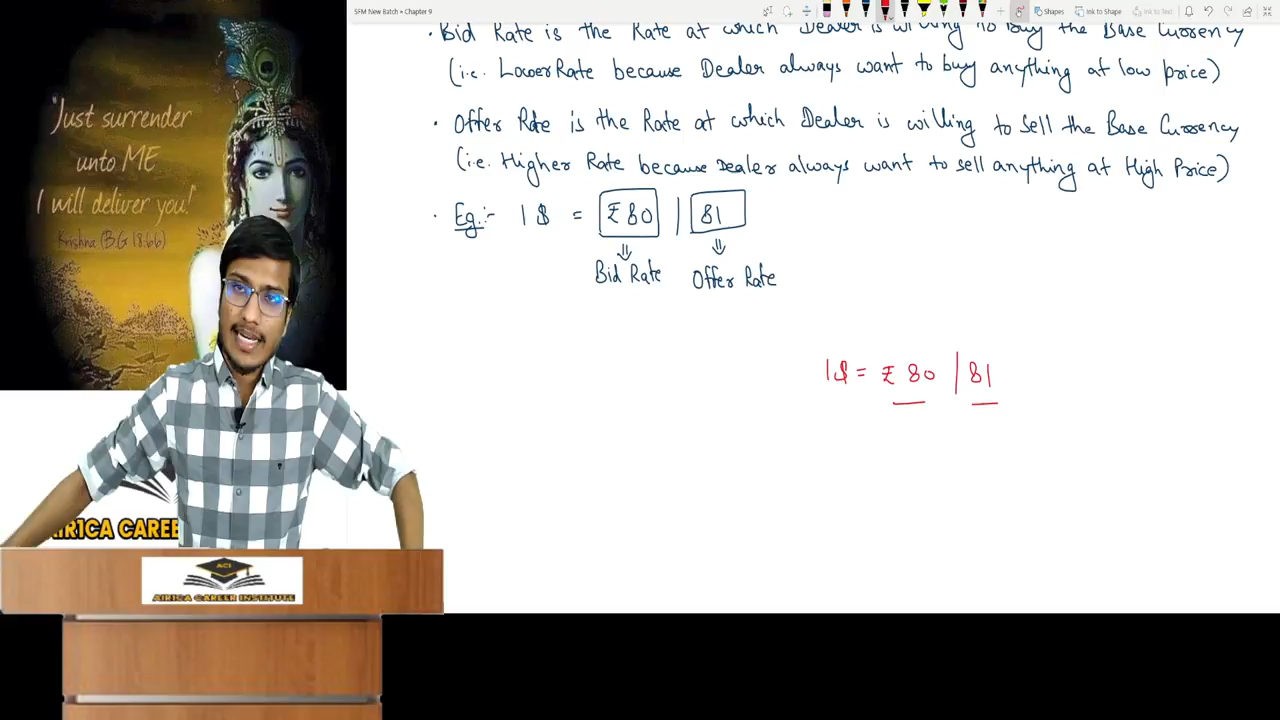 SFM New Batch » Chapter 9
Shapes
Ink to Shape
Ink to Text
• Bid Rate is the Rate at which Dealer is willing to buy the Base Currency
(i.e. Lower Rate because Dealer always want to buy anything at low price)
• Offer Rate is the Rate at which Dealer is willing to sell the Base Currency
(i.e. Higher Rate because Dealer always want to sell anything at High Price)
• Eg:- 1 $ = ₹ 80 | 81
Bid Rate Offer Rate
1$ = ₹ 80 | 81
"Just surrender
unto ME
I will deliver you!"
Krishna (BG 18:66)
AIR1CA CAREE
ACI
AIR1CA CAREER INSTITUTE